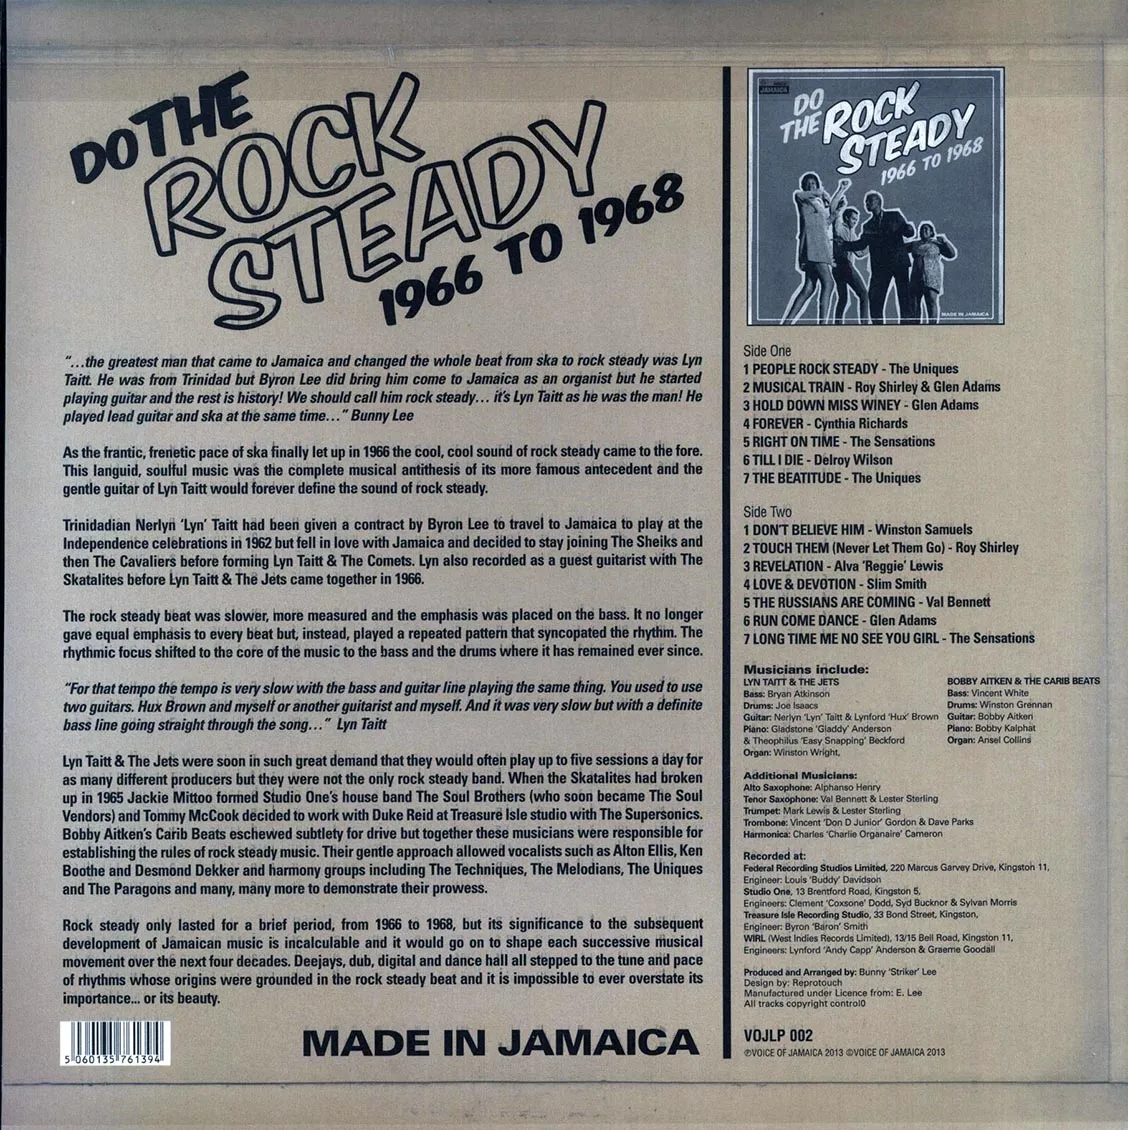 DO THE
ROCK
STEADY
1966 TO 1968
"...the greatest man that came to Jamaica and changed the whole beat from ska to rock steady was Lyn
Taitt. He was from Trinidad but Byron Lee did bring him come to Jamaica as an organist but he started
playing guitar and the rest is history! We should call him rock steady... it's Lyn Taitt as he was the man! He
played lead guitar and ska at the same time..." Bunny Lee
As the frantic, frenetic pace of ska finally let up in 1966 the cool, cool sound of rock steady came to the fore.
This languid, soulful music was the complete musical antithesis of its more famous antecedent and the
gentle guitar of Lyn Taitt would forever define the sound of rock steady.
Trinidadian Nerlyn 'Lyn' Taitt had been given a contract by Byron Lee to travel to Jamaica to play at the
Independence celebrations in 1962 but fell in love with Jamaica and decided to stay joining The Sheiks and
then The Cavaliers before forming Lyn Taitt & The Comets. Lyn also recorded as a guest guitarist with The
Skatalites before Lyn Taitt & The Jets came together in 1966.
The rock steady beat was slower, more measured and the emphasis was placed on the bass. It no longer
gave equal emphasis to every beat but, instead, played a repeated pattern that syncopated the rhythm. The
rhythmic focus shifted to the core of the music to the bass and the drums where it has remained ever since.
"For that tempo the tempo is very slow with the bass and guitar line playing the same thing. You used to use
two guitars. Hux Brown and myself or another guitarist and myself. And it was very slow but with a definite
bass line going straight through the song..." Lyn Taitt
Lyn Taitt & The Jets were soon in such great demand that they would often play up to five sessions a day for
as many different producers but they were not the only rock steady band. When the Skatalites had broken
up in 1965 Jackie Mittoo formed Studio One's house band The Soul Brothers (who soon became The Soul
Vendors) and Tommy McCook decided to work with Duke Reid at Treasure Isle studio with The Supersonics.
Bobby Aitken's Carib Beats eschewed subtlety for drive but together these musicians were responsible for
establishing the rules of rock steady music. Their gentle approach allowed vocalists such as Alton Ellis, Ken
Boothe and Desmond Dekker and harmony groups including The Techniques, The Melodians, The Uniques
and The Paragons and many, many more to demonstrate their prowess.
Rock steady only lasted for a brief period, from 1966 to 1968, but its significance to the subsequent
development of Jamaican music is incalculable and it would go on to shape each successive musical
movement over the next four decades. Deejays, dub, digital and dance hall all stepped to the tune and pace
of rhythms whose origins were grounded in the rock steady beat and it is impossible to ever overstate its
importance... or its beauty.
5 060135 761394
MADE IN JAMAICA
JAMAICA
DO
THE ROCK
STEADY
1966 TO 1968
MADE IN JAMAICA
Side One
1 PEOPLE ROCK STEADY - The Uniques
2 MUSICAL TRAIN - Roy Shirley & Glen Adams
3 HOLD DOWN MISS WINEY - Glen Adams
4 FOREVER - Cynthia Richards
5 RIGHT ON TIME - The Sensations
6 TILL I DIE - Delroy Wilson
7 THE BEATITUDE - The Uniques
Side Two
1 DON'T BELIEVE HIM - Winston Samuels
2 TOUCH THEM (Never Let Them Go) - Roy Shirley
3 REVELATION - Alva 'Reggie' Lewis
4 LOVE & DEVOTION - Slim Smith
5 THE RUSSIANS ARE COMING - Val Bennett
6 RUN COME DANCE - Glen Adams
7 LONG TIME ME NO SEE YOU GIRL - The Sensations
Musicians include:
LYN TAITT & THE JETS
Bass: Bryan Atkinson
Drums: Joe Isaacs
Guitar: Nerlyn 'Lyn' Taitt & Lynford 'Hux' Brown
Piano: Gladstone 'Gladdy' Anderson
& Theophilus 'Easy Snapping' Beckford
Organ: Winston Wright,
BOBBY AITKEN & THE CARIB BEATS
Bass: Vincent White
Drums: Winston Grennan
Guitar: Bobby Aitken
Piano: Bobby Kalphat
Organ: Ansel Collins
Additional Musicians:
Alto Saxophone: Alphanso Henry
Tenor Saxophone: Val Bennett & Lester Sterling
Trumpet: Mark Lewis & Lester Sterling
Trombone: Vincent 'Don D Junior' Gordon & Dave Parks
Harmonica: Charles 'Charlie Organaire' Cameron
Recorded at:
Federal Recording Studios Limited, 220 Marcus Garvey Drive, Kingston 11,
Engineer: Louis 'Buddy' Davidson
Studio One, 13 Brentford Road, Kingston 5,
Engineers: Clement 'Coxsone' Dodd, Syd Bucknor & Sylvan Morris
Treasure Isle Recording Studio, 33 Bond Street, Kingston,
Engineer: Byron 'Baron' Smith
WIRL (West Indies Records Limited), 13/15 Bell Road, Kingston 11,
Engineers: Lynford 'Andy Capp' Anderson & Graeme Goodall
Produced and Arranged by: Bunny 'Striker' Lee
Design by: Reprotouch
Manufactured under Licence from: E. Lee
All tracks copyright control0
VOJLP 002
℗VOICE OF JAMAICA 2013 ©VOICE OF JAMAICA 2013